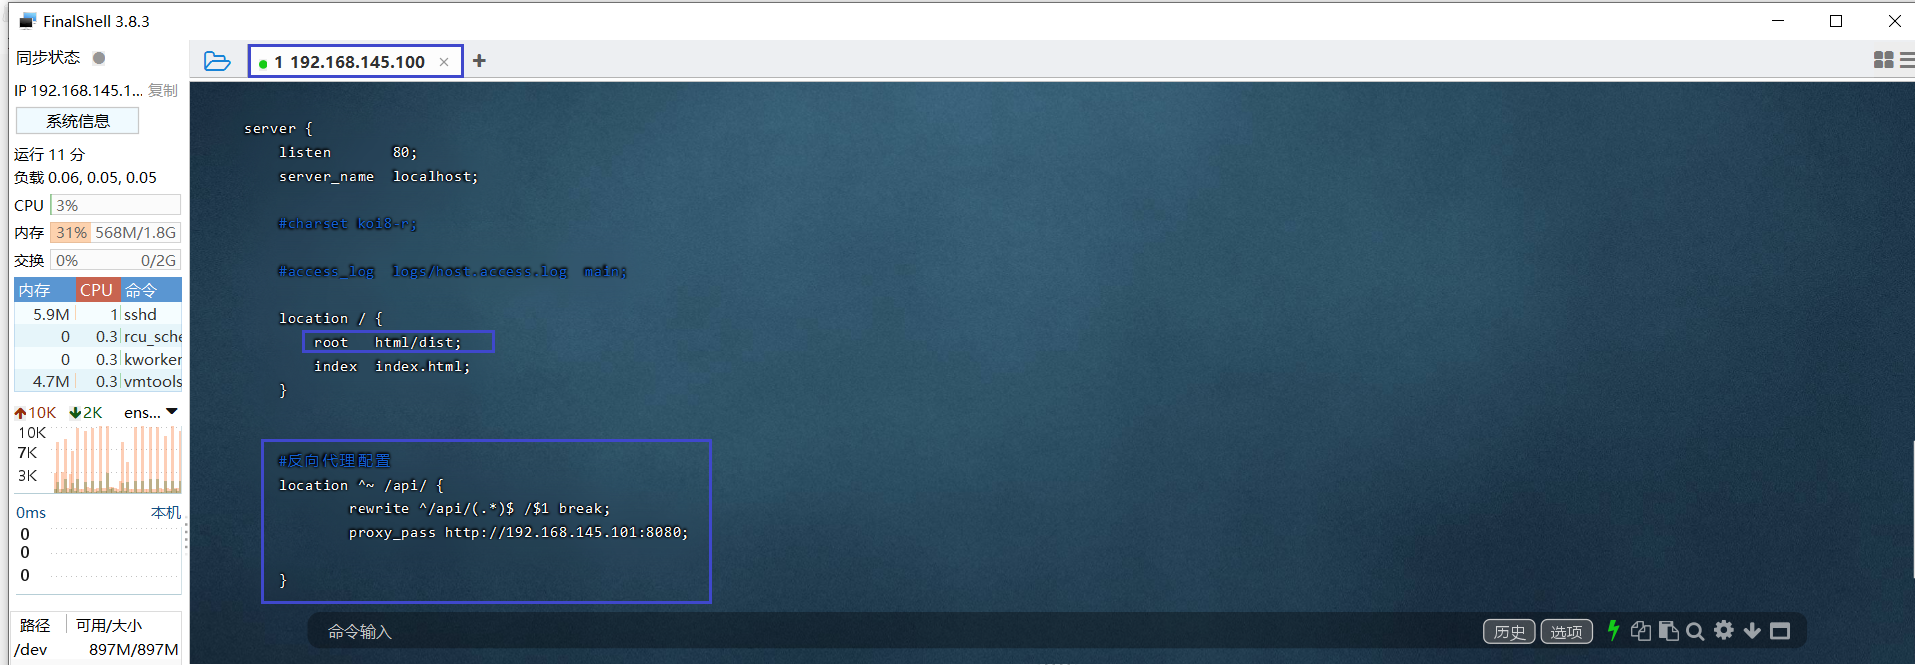 FinalShell 3.8.3
同步状态
IP 192.168.145.1... 复制
系统信息
运行 11 分
负载 0.06, 0.05, 0.05
CPU 3%
内存 31% 568M/1.8G
交换 0% 0/2G
内存 CPU 命令
5.9M 1 sshd
0 0.3 rcu_sche
0 0.3 kworker
4.7M 0.3 vmtools
10K 2K ens...
10K
7K
3K
0ms 本机
0
0
0
路径 可用/大小
/dev 897M/897M
1 192.168.145.100 × +
server {
listen 80;
server_name localhost;
#charset koi8-r;
#access_log logs/host.access.log main;
location / {
root html/dist;
index index.html;
}
#反向代理配置
location ^~ /api/ {
rewrite ^/api/(.*)$ /$1 break;
proxy_pass http://192.168.145.101:8080;
}
命令输入
历史 选项